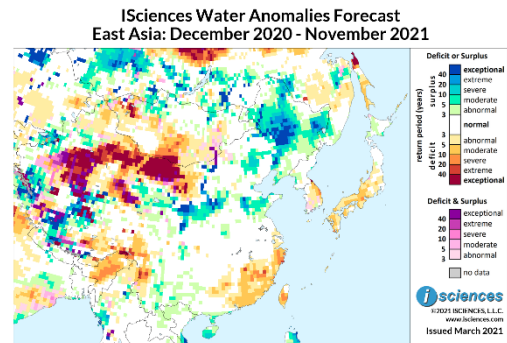 ISciences Water Anomalies Forecast
East Asia: December 2020 - November 2021
Deficit or Surplus
return period (years)
surplus
40 exceptional
20 extreme
10 severe
5 moderate
3 abnormal
normal
deficit
3 abnormal
5 moderate
10 severe
20 extreme
40 exceptional
Deficit & Surplus
40 exceptional
20 extreme
10 severe
5 moderate
3 abnormal
no data
isciences
©2021 ISCIENCES, L.L.C.
www.isciences.com
Issued March 2021